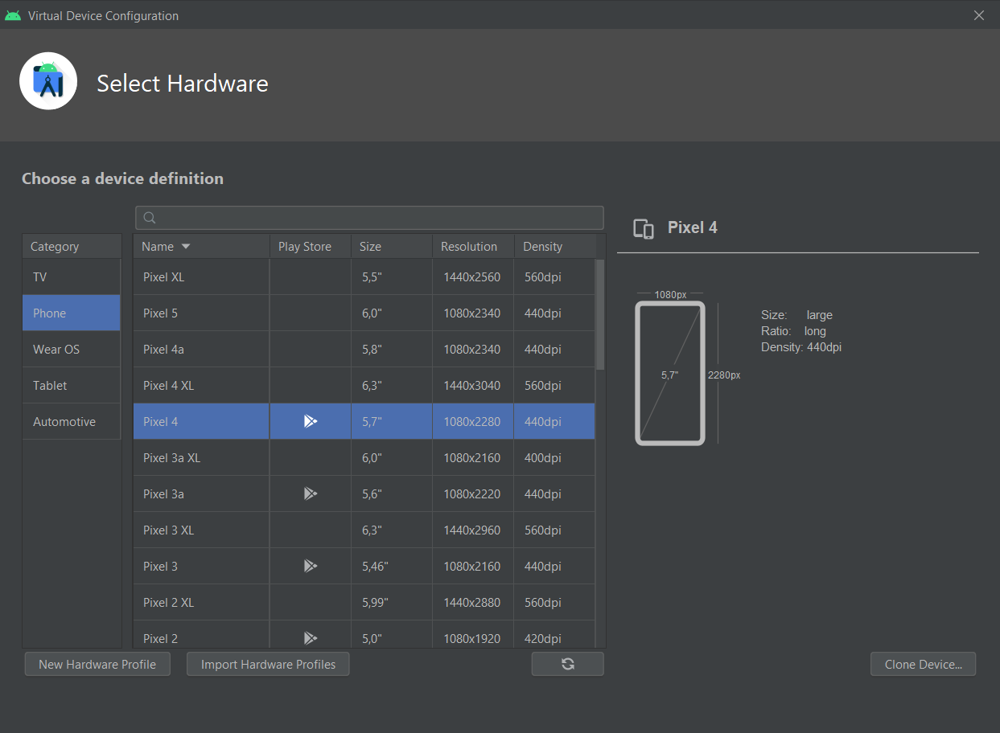 Virtual Device Configuration
Select Hardware
Choose a device definition
Category
TV
Phone
Wear OS
Tablet
Automotive
Name Play Store Size Resolution Density
Pixel XL 5,5" 1440x2560 560dpi
Pixel 5 6,0" 1080x2340 440dpi
Pixel 4a 5,8" 1080x2340 440dpi
Pixel 4 XL 6,3" 1440x3040 560dpi
Pixel 4 5,7" 1080x2280 440dpi
Pixel 3a XL 6,0" 1080x2160 400dpi
Pixel 3a 5,6" 1080x2220 440dpi
Pixel 3 XL 6,3" 1440x2960 560dpi
Pixel 3 5,46" 1080x2160 440dpi
Pixel 2 XL 5,99" 1440x2880 560dpi
Pixel 2 5,0" 1080x1920 420dpi
Pixel 4
1080px
5,7"
2280px
Size: large
Ratio: long
Density: 440dpi
New Hardware Profile
Import Hardware Profiles
Clone Device...